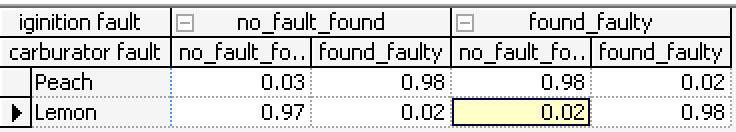 iginition fault no_fault_found found_faulty
carburator fault no_fault_fo.. found_faulty no_fault_fo.. found_faulty
Peach 0.03 0.98 0.98 0.02
Lemon 0.97 0.02 0.02 0.98